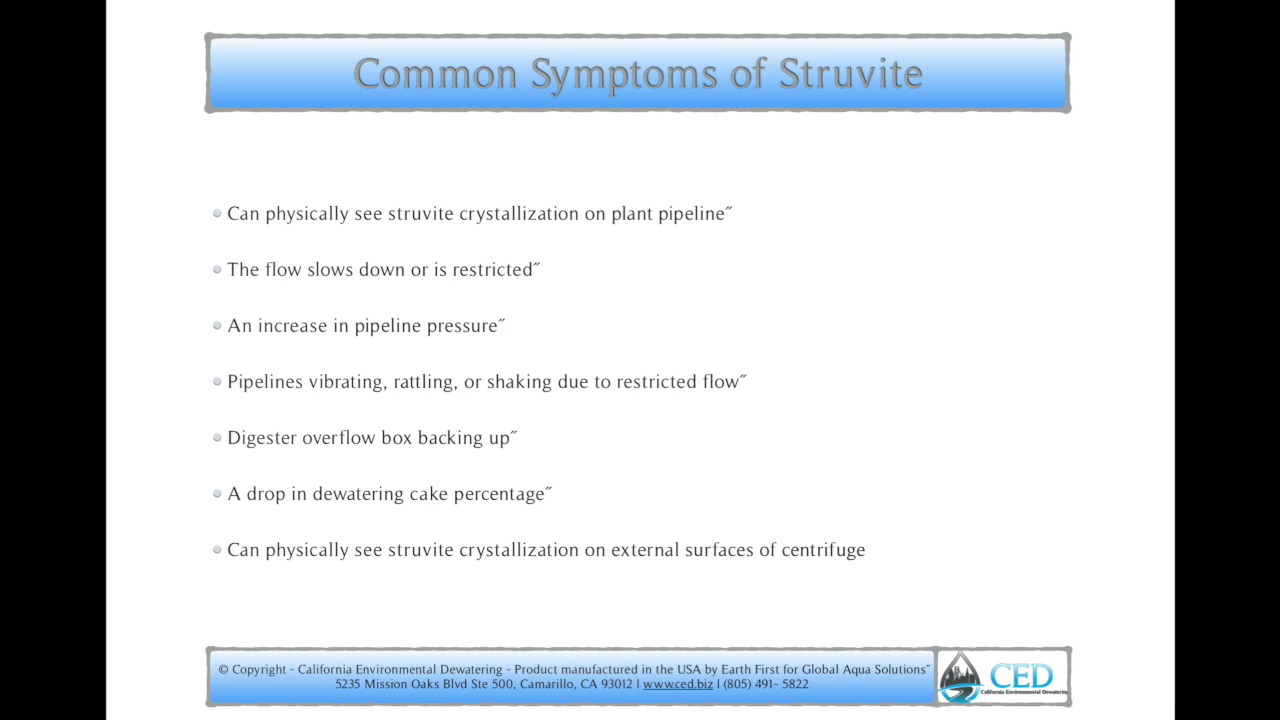 Common Symptoms of Struvite
Can physically see struvite crystallization on plant pipeline˝
The flow slows down or is restricted˝
An increase in pipeline pressure˝
Pipelines vibrating, rattling, or shaking due to restricted flow˝
Digester overflow box backing up˝
A drop in dewatering cake percentage˝
Can physically see struvite crystallization on external surfaces of centrifuge
© Copyright - California Environmental Dewatering - Product manufactured in the USA by Earth First for Global Aqua Solutions˝
5235 Mission Oaks Blvd Ste 500, Camarillo, CA 93012 | www.ced.biz | (805) 491- 5822
CED
California Environmental Dewatering